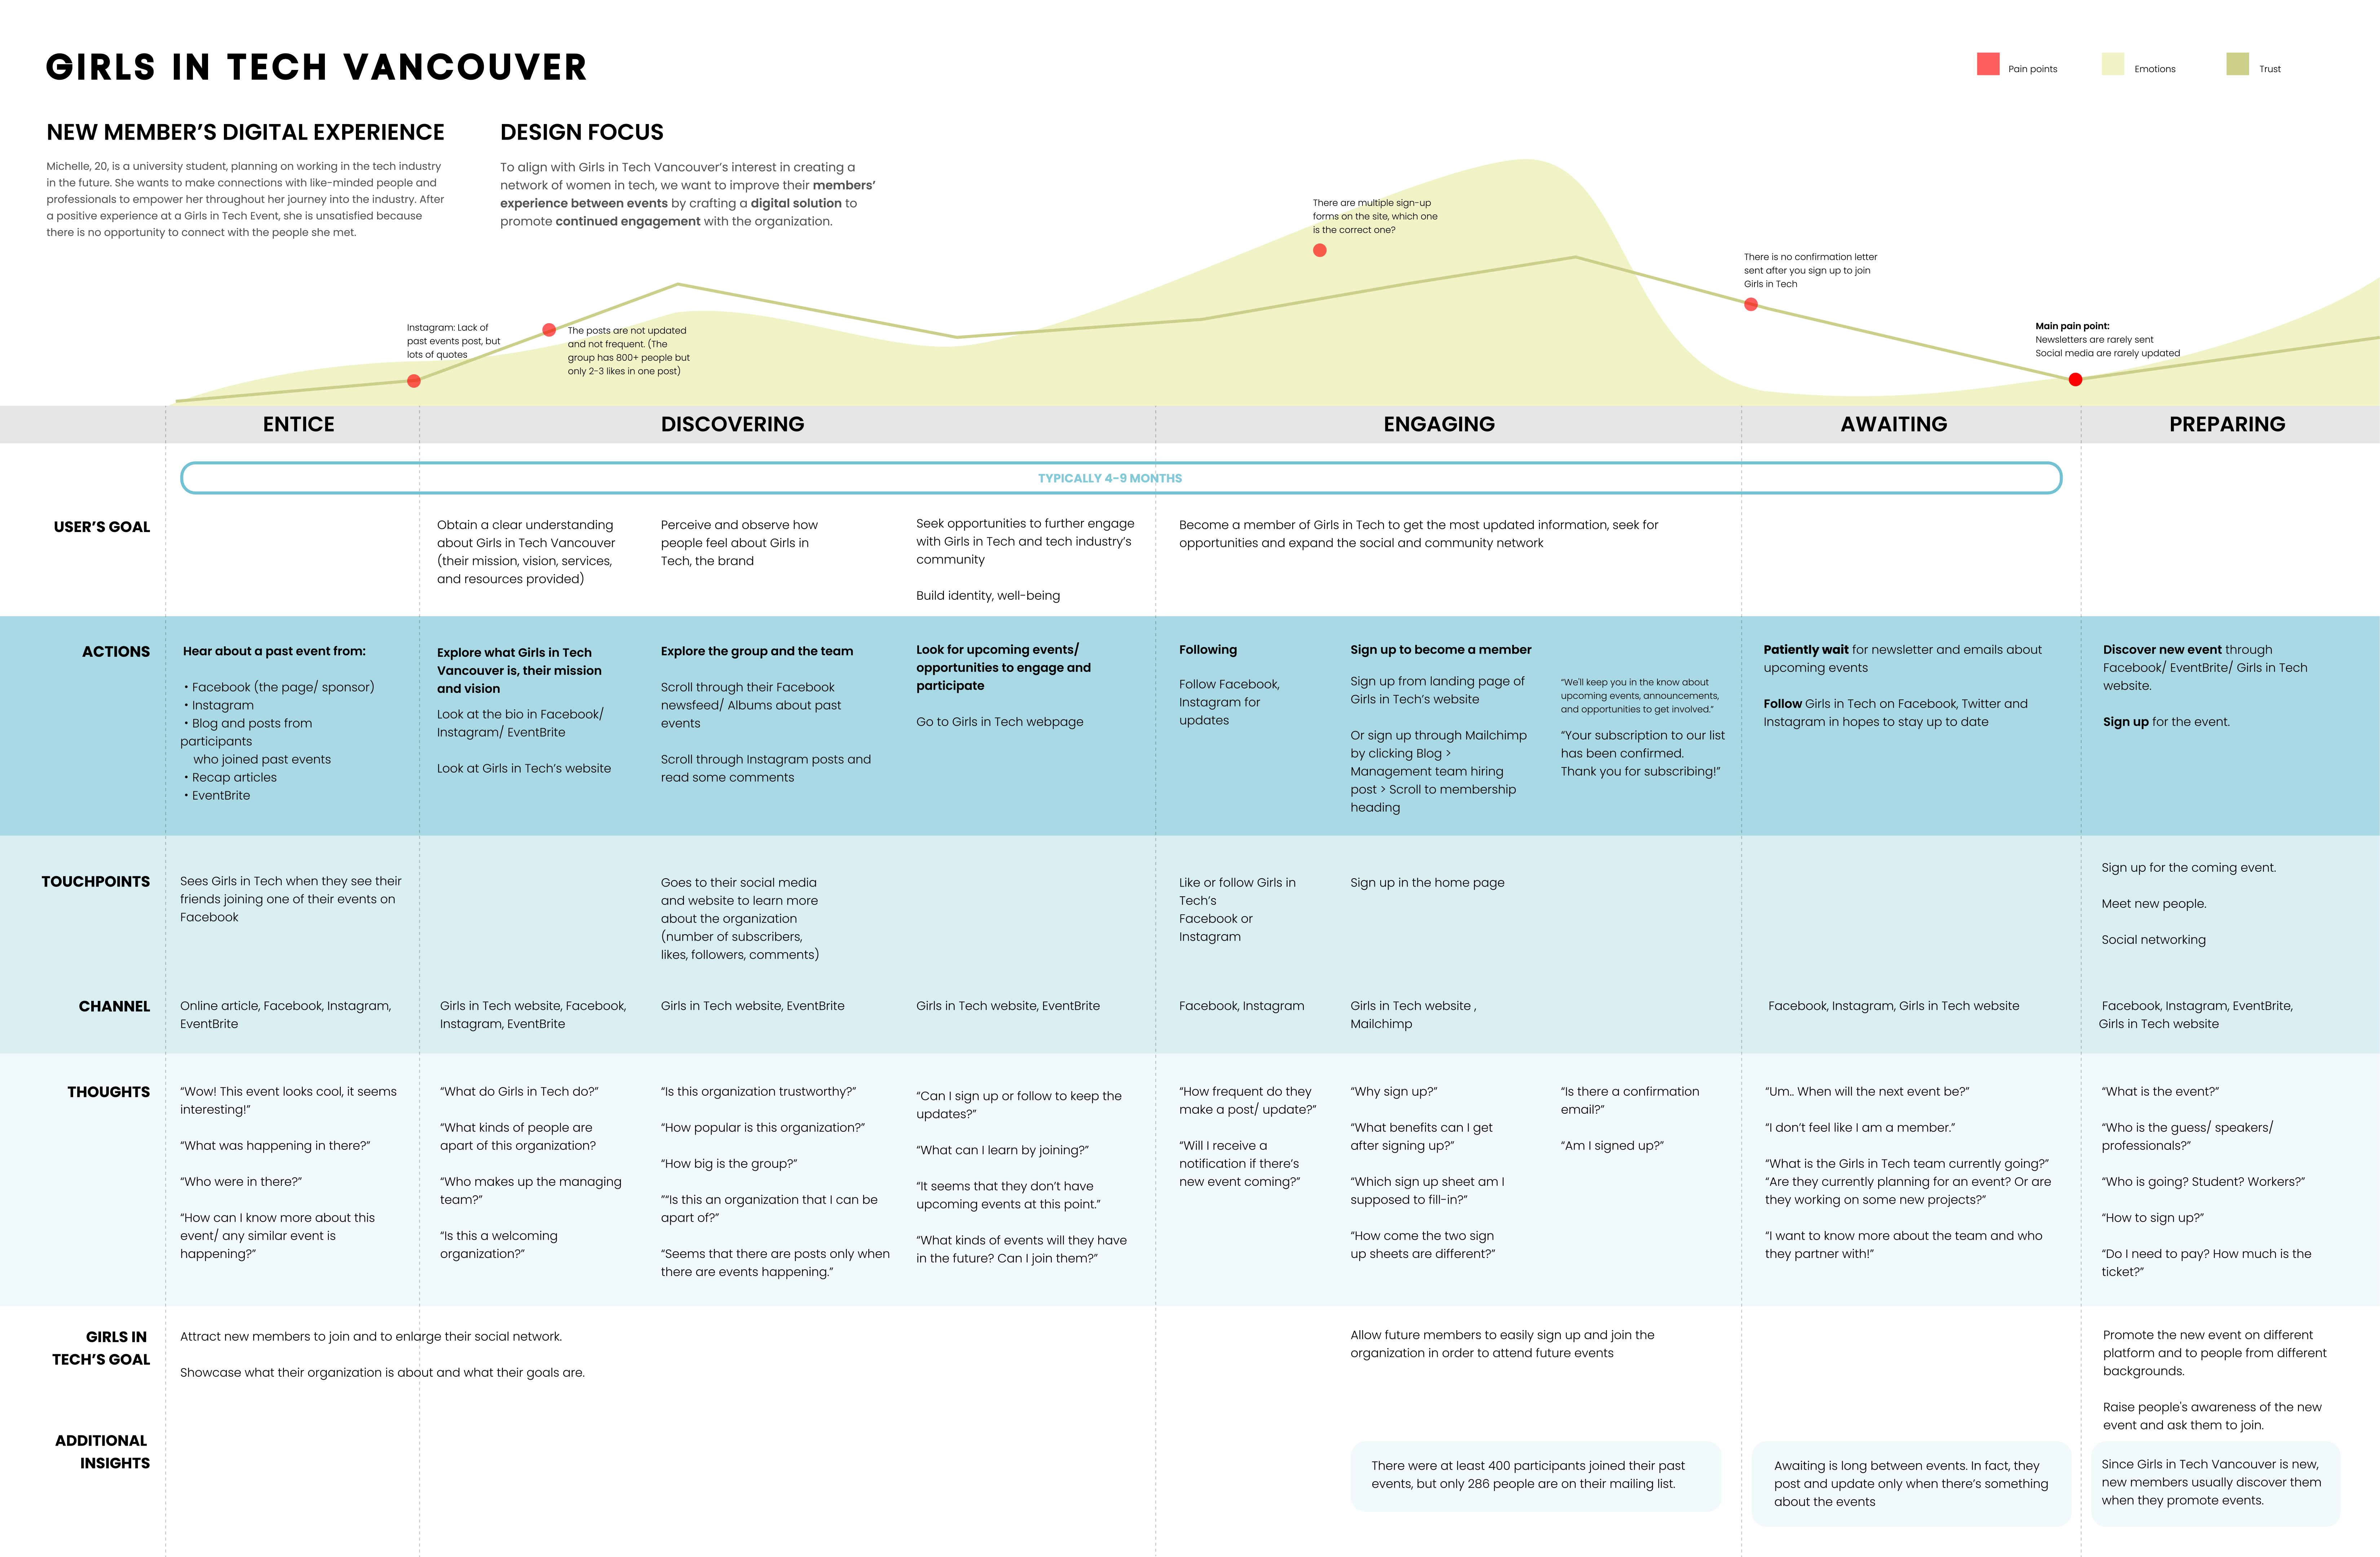 GIRLS IN TECH VANCOUVER
Pain points
Emotions
Trust
NEW MEMBER’S DIGITAL EXPERIENCE
Michelle, 20, is a university student, planning on working in the tech industry
in the future. She wants to make connections with like-minded people and
professionals to empower her throughout her journey into the industry. After
a positive experience at a Girls in Tech Event, she is unsatisfied because
there is no opportunity to connect with the people she met.
DESIGN FOCUS
To align with Girls in Tech Vancouver’s interest in creating a
network of women in tech, we want to improve their members’
experience between events by crafting a digital solution to
promote continued engagement with the organization.
Instagram: Lack of
past events post, but
lots of quotes
The posts are not updated
and not frequent. (The
group has 800+ people but
only 2-3 likes in one post)
There are multiple sign-up
forms on the site, which one
is the correct one?
There is no confirmation letter
sent after you sign up to join
Girls in Tech
Main pain point:
Newsletters are rarely sent
Social media are rarely updated
ENTICE
DISCOVERING
ENGAGING
AWAITING
PREPARING
TYPICALLY 4-9 MONTHS
USER’S GOAL
Obtain a clear understanding
about Girls in Tech Vancouver
(their mission, vision, services,
and resources provided)
Perceive and observe how
people feel about Girls in
Tech, the brand
Seek opportunities to further engage
with Girls in Tech and tech industry’s
community
Build identity, well-being
Become a member of Girls in Tech to get the most updated information, seek for
opportunities and expand the social and community network
ACTIONS
Hear about a past event from:
• Facebook (the page/ sponsor)
• Instagram
• Blog and posts from
participants
who joined past events
• Recap articles
• EventBrite
Explore what Girls in Tech
Vancouver is, their mission
and vision
Look at the bio in Facebook/
Instagram/ EventBrite
Look at Girls in Tech’s website
Explore the group and the team
Scroll through their Facebook
newsfeed/ Albums about past
events
Scroll through Instagram posts and
read some comments
Look for upcoming events/
opportunities to engage and
participate
Go to Girls in Tech webpage
Following
Follow Facebook,
Instagram for
updates
Sign up to become a member
Sign up from landing page of
Girls in Tech’s website
Or sign up through Mailchimp
by clicking Blog >
Management team hiring
post > Scroll to membership
heading
“We’ll keep you in the know about
upcoming events, announcements,
and opportunities to get involved.”
“Your subscription to our list
has been confirmed.
Thank you for subscribing!”
Patiently wait for newsletter and emails about
upcoming events
Follow Girls in Tech on Facebook, Twitter and
Instagram in hopes to stay up to date
Discover new event through
Facebook/ EventBrite/ Girls in Tech
website.
Sign up for the event.
TOUCHPOINTS
Sees Girls in Tech when they see their
friends joining one of their events on
Facebook
Goes to their social media
and website to learn more
about the organization
(number of subscribers,
likes, followers, comments)
Like or follow Girls in
Tech’s
Facebook or
Instagram
Sign up in the home page
Sign up for the coming event.
Meet new people.
Social networking
CHANNEL
Online article, Facebook, Instagram,
EventBrite
Girls in Tech website, Facebook,
Instagram, EventBrite
Girls in Tech website, EventBrite
Girls in Tech website, EventBrite
Facebook, Instagram
Girls in Tech website ,
Mailchimp
Facebook, Instagram, Girls in Tech website
Facebook, Instagram, EventBrite,
Girls in Tech website
THOUGHTS
“Wow! This event looks cool, it seems
interesting!”
“What was happening in there?”
“Who were in there?”
“How can I know more about this
event/ any similar event is
happening?”
“What do Girls in Tech do?”
“What kinds of people are
apart of this organization?
“Who makes up the managing
team?”
“Is this a welcoming
organization?”
“Is this organization trustworthy?”
“How popular is this organization?”
“How big is the group?”
““Is this an organization that I can be
apart of?”
“Seems that there are posts only when
there are events happening.”
“Can I sign up or follow to keep the
updates?”
“What can I learn by joining?”
“It seems that they don’t have
upcoming events at this point.”
“What kinds of events will they have
in the future? Can I join them?”
“How frequent do they
make a post/ update?”
“Will I receive a
notification if there’s
new event coming?”
“Why sign up?”
“What benefits can I get
after signing up?”
“Which sign up sheet am I
supposed to fill-in?”
“How come the two sign
up sheets are different?”
“Is there a confirmation
email?”
“Am I signed up?”
“Um.. When will the next event be?”
“I don’t feel like I am a member.”
“What is the Girls in Tech team currently going?”
“Are they currently planning for an event? Or are
they working on some new projects?”
“I want to know more about the team and who
they partner with!”
“What is the event?”
“Who is the guess/ speakers/
professionals?”
“Who is going? Student? Workers?”
“How to sign up?”
“Do I need to pay? How much is the
ticket?”
GIRLS IN
TECH’S GOAL
Attract new members to join and to enlarge their social network.
Showcase what their organization is about and what their goals are.
Allow future members to easily sign up and join the
organization in order to attend future events
Promote the new event on different
platform and to people from different
backgrounds.
Raise people’s awareness of the new
event and ask them to join.
ADDITIONAL
INSIGHTS
There were at least 400 participants joined their past
events, but only 286 people are on their mailing list.
Awaiting is long between events. In fact, they
post and update only when there’s something
about the events
Since Girls in Tech Vancouver is new,
new members usually discover them
when they promote events.